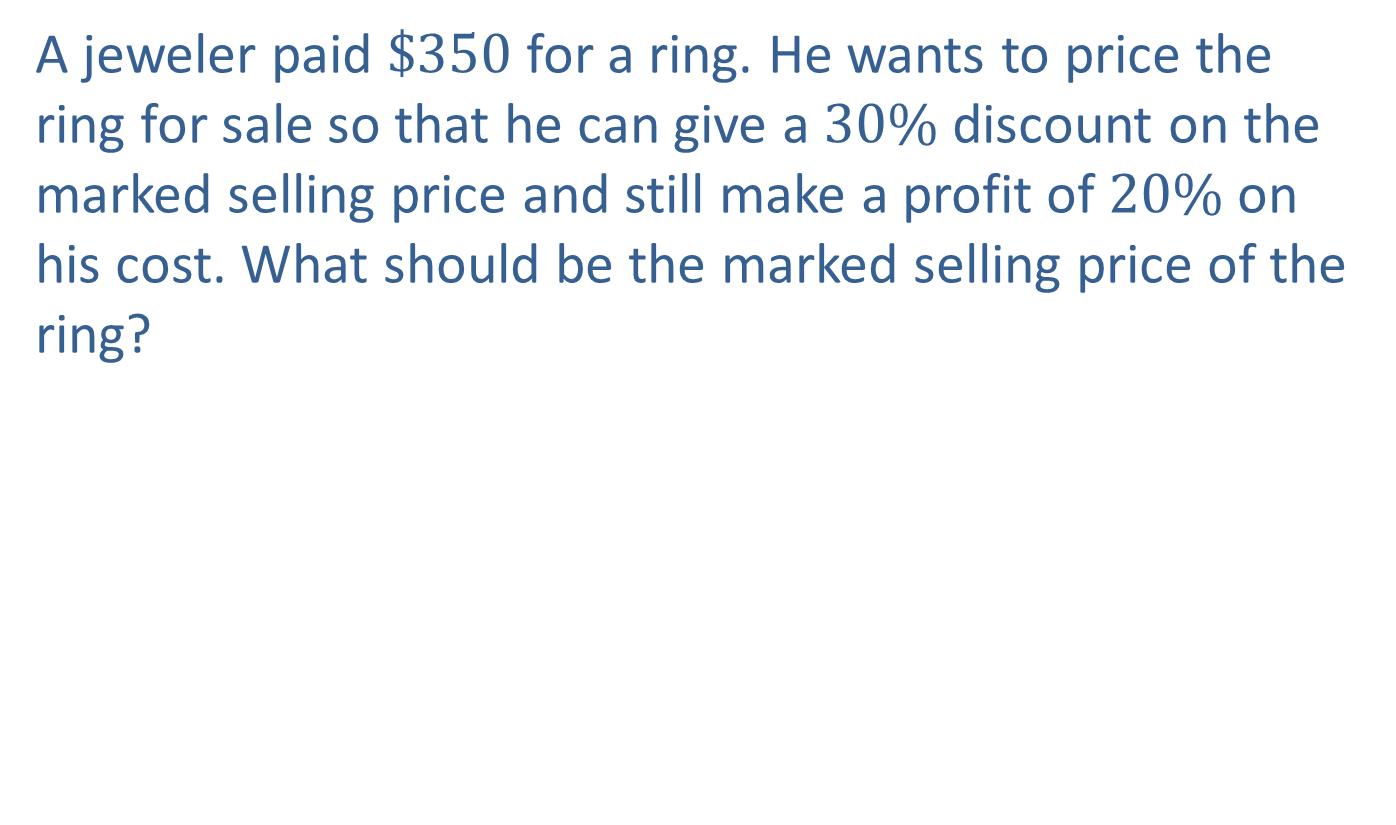 A jeweler paid $350 for a ring. He wants to price the
ring for sale so that he can give a 30% discount on the
marked selling price and still make a profit of 20% on
his cost. What should be the marked selling price of the
ring?